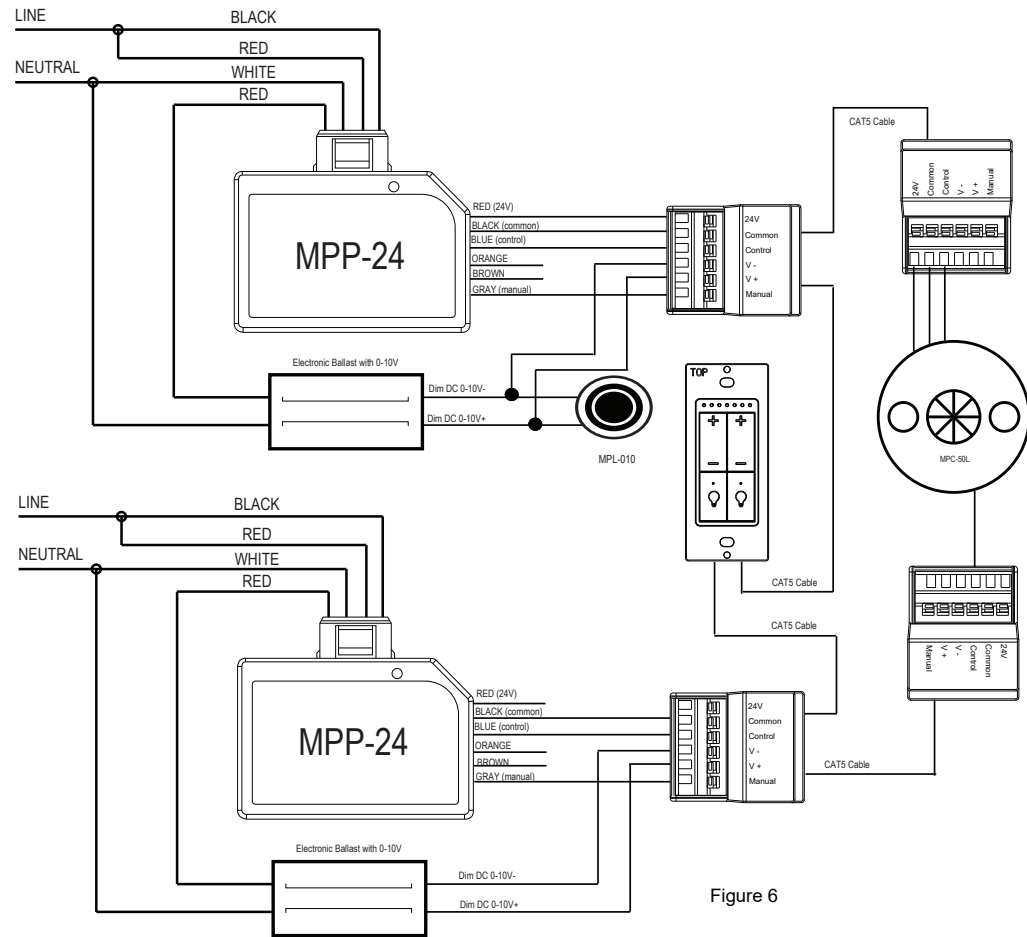 LINE
BLACK
RED
NEUTRAL
WHITE
RED
MPP-24
RED (24V)
BLACK (common)
BLUE (control)
ORANGE
BROWN
GRAY (manual)
24V
Common
Control
V -
V +
Manual
CAT5 Cable
24V
Common
Control
V -
V +
Manual
Electronic Ballast with 0-10V
Dim DC 0-10V-
Dim DC 0-10V+
MPL-010
TOP
MPC-50L
CAT5 Cable
CAT5 Cable
LINE
BLACK
RED
NEUTRAL
WHITE
RED
MPP-24
RED (24V)
BLACK (common)
BLUE (control)
ORANGE
BROWN
GRAY (manual)
24V
Common
Control
V -
V +
Manual
Manual
V +
V -
Control
Common
24V
CAT5 Cable
Electronic Ballast with 0-10V
Dim DC 0-10V-
Dim DC 0-10V+
Figure 6